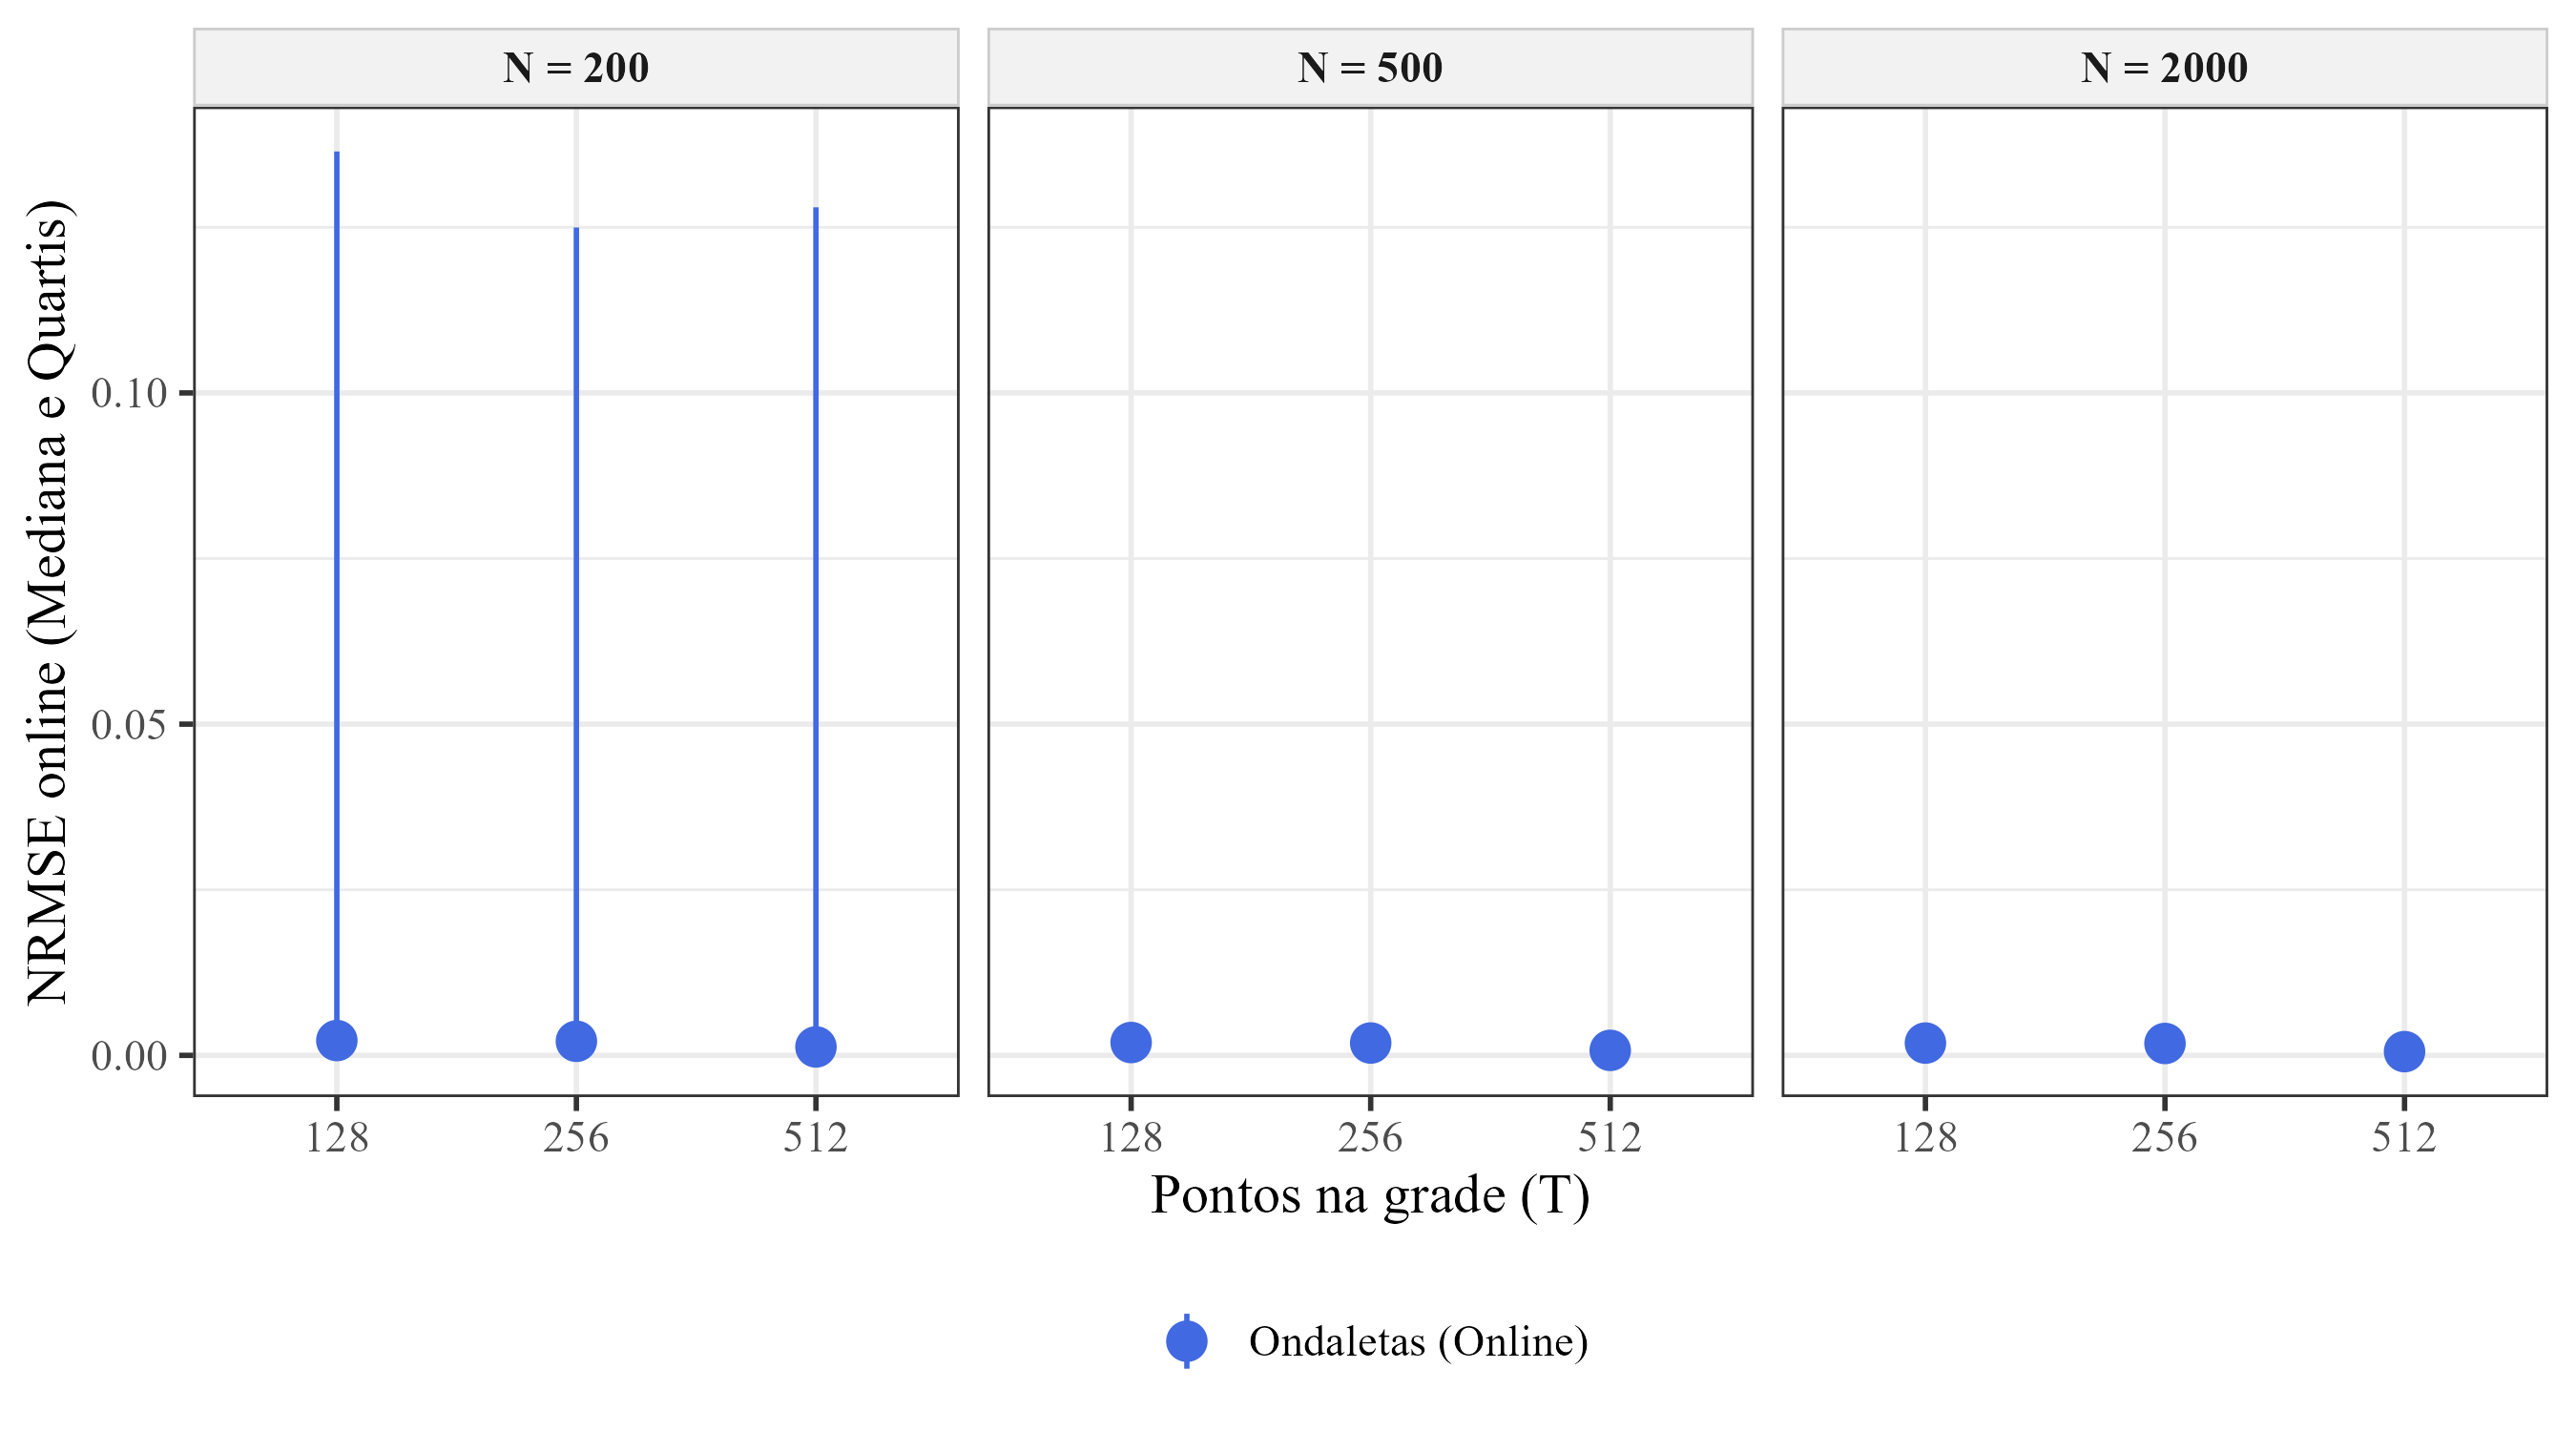 N = 200
N = 500
N = 2000
NRMSE online (Mediana e Quartis)
0.10
0.05
0.00
128 256 512
128 256 512
128 256 512
Pontos na grade (T)
Ondaletas (Online)